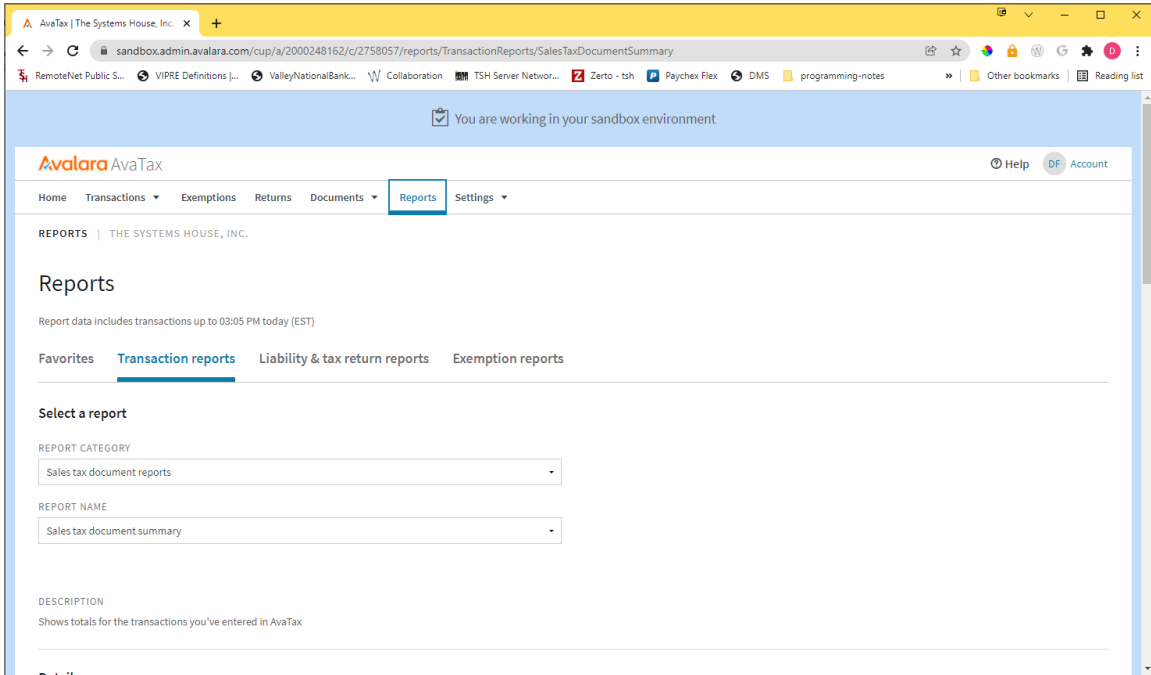 AvaTax | The Systems House, Inc.
sandbox.admin.avalara.com/cup/a/2000248162/c/2758057/reports/TransactionReports/SalesTaxDocumentSummary
D
RemoteNet Public S... VIPRE Definitions |... ValleyNationalBank... Collaboration TSH Server Networ... Zerto - tsh Paychex Flex DMS programming-notes » Other bookmarks Reading list
You are working in your sandbox environment
Avalara AvaTax Help DF Account
Home Transactions Exemptions Returns Documents Reports Settings
REPORTS | THE SYSTEMS HOUSE, INC.
Reports
Report data includes transactions up to 03:05 PM today (EST)
Favorites Transaction reports Liability & tax return reports Exemption reports
Select a report
REPORT CATEGORY
Sales tax document reports
REPORT NAME
Sales tax document summary
DESCRIPTION
Shows totals for the transactions you've entered in AvaTax